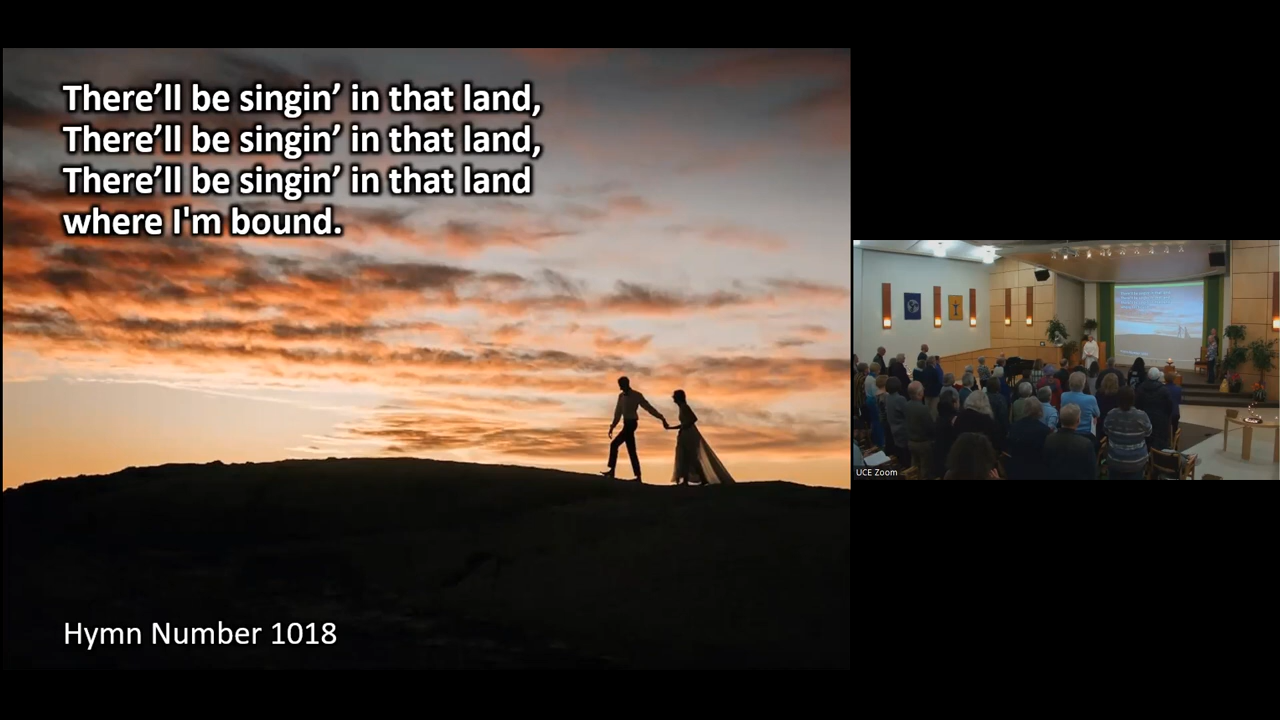 There’ll be singin’ in that land,
There’ll be singin’ in that land,
There’ll be singin’ in that land
where I'm bound.
Hymn Number 1018
UCE Zoom